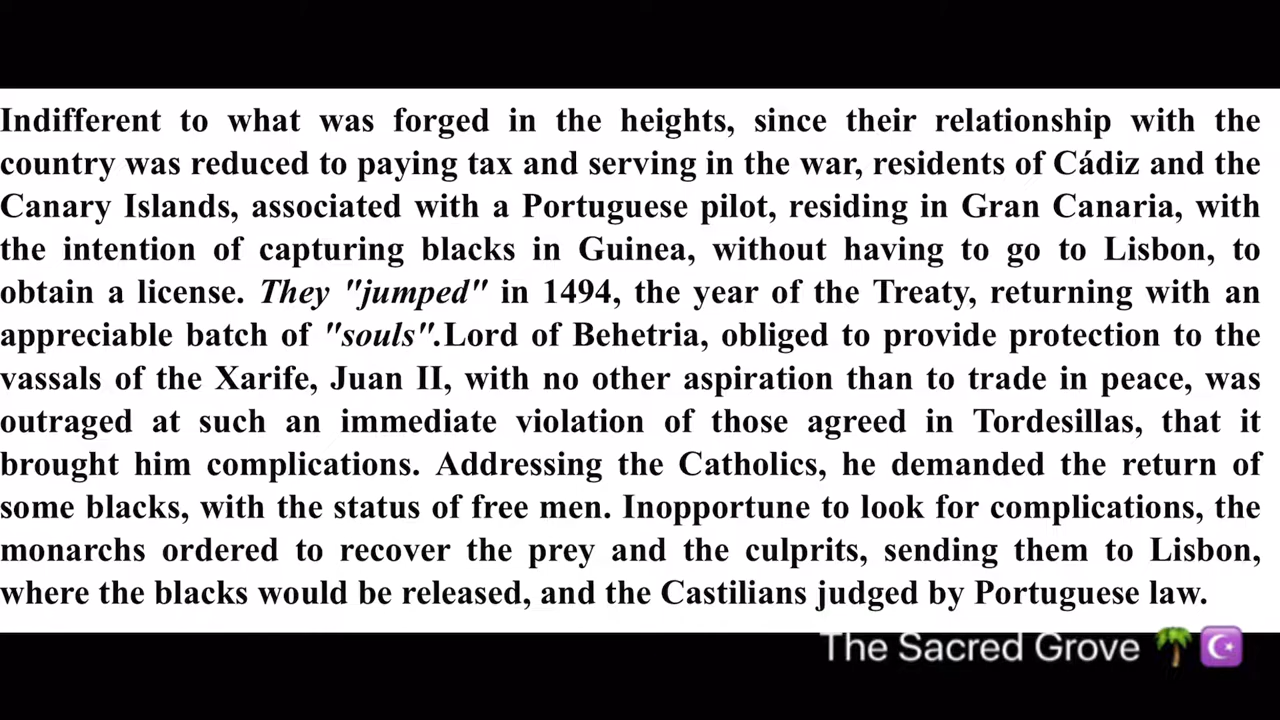 Indifferent to what was forged in the heights, since their relationship with the
country was reduced to paying tax and serving in the war, residents of Cádiz and the
Canary Islands, associated with a Portuguese pilot, residing in Gran Canaria, with
the intention of capturing blacks in Guinea, without having to go to Lisbon, to
obtain a license. They "jumped" in 1494, the year of the Treaty, returning with an
appreciable batch of "souls".Lord of Behetria, obliged to provide protection to the
vassals of the Xarife, Juan II, with no other aspiration than to trade in peace, was
outraged at such an immediate violation of those agreed in Tordesillas, that it
brought him complications. Addressing the Catholics, he demanded the return of
some blacks, with the status of free men. Inopportune to look for complications, the
monarchs ordered to recover the prey and the culprits, sending them to Lisbon,
where the blacks would be released, and the Castilians judged by Portuguese law.
The Sacred Grove 🌴☪️